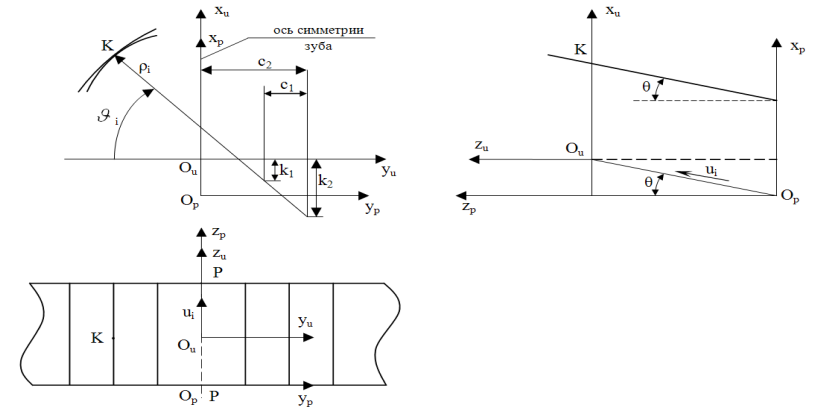 xᵤ
xₚ
ось симметрии
зуба
K
c₂
ρᵢ
c₁
ϑ i
Oᵤ
k₁
yᵤ
k₂
Oₚ
yₚ
xᵤ
xₚ
K
θ
zᵤ
Oᵤ
uᵢ
θ
Oₚ
zₚ
zₚ
zᵤ
P
uᵢ
yᵤ
K
Oᵤ
Oₚ
P
yₚ